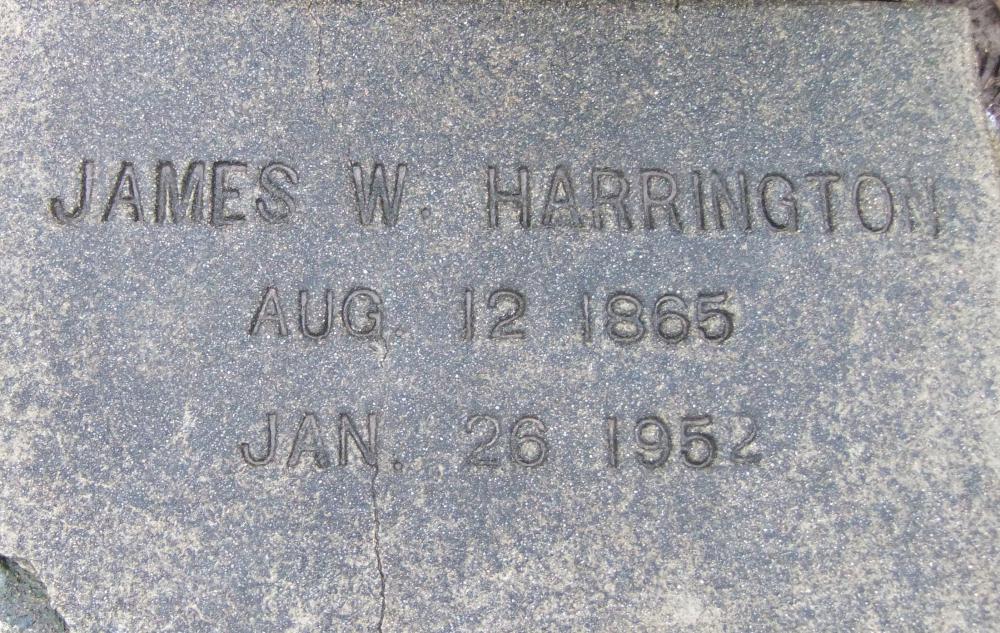 JAMES W. HARRINGTON
AUG. 12 1865
JAN. 26 1952